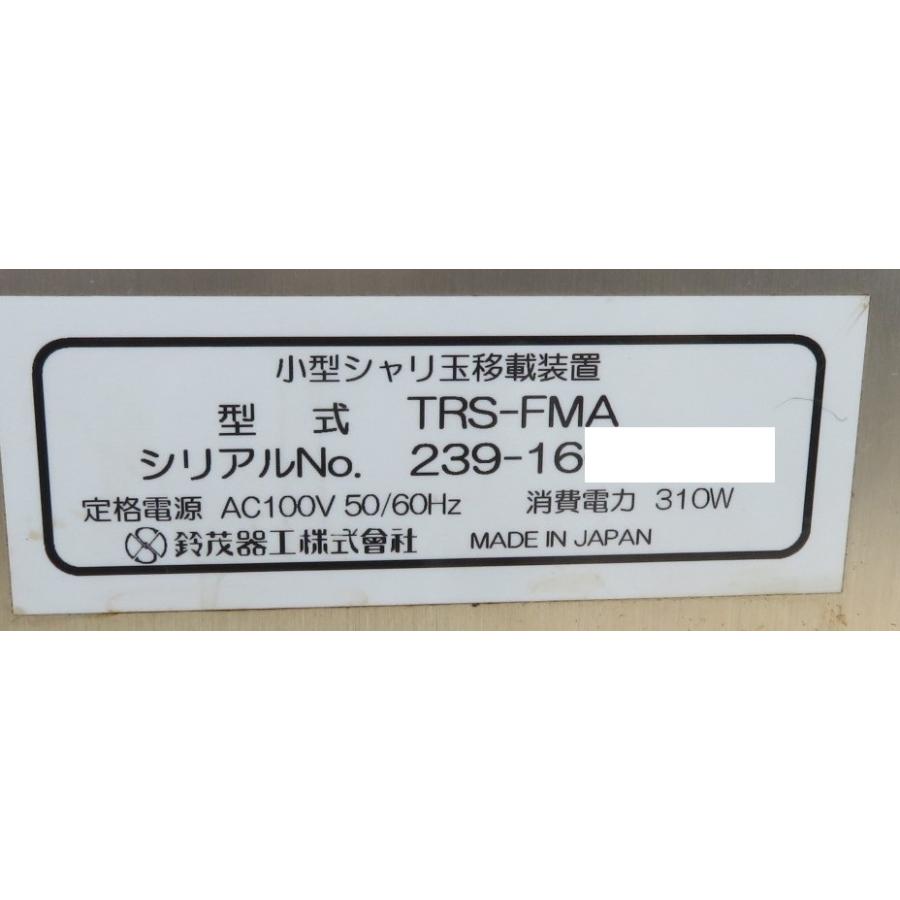 小型シャリ玉移載装置
型 式 TRS-FMA
シリアルNo. 239-16
定格電源 AC100V 50/60Hz 消費電力 310W
鈴茂器工株式會社 MADE IN JAPAN